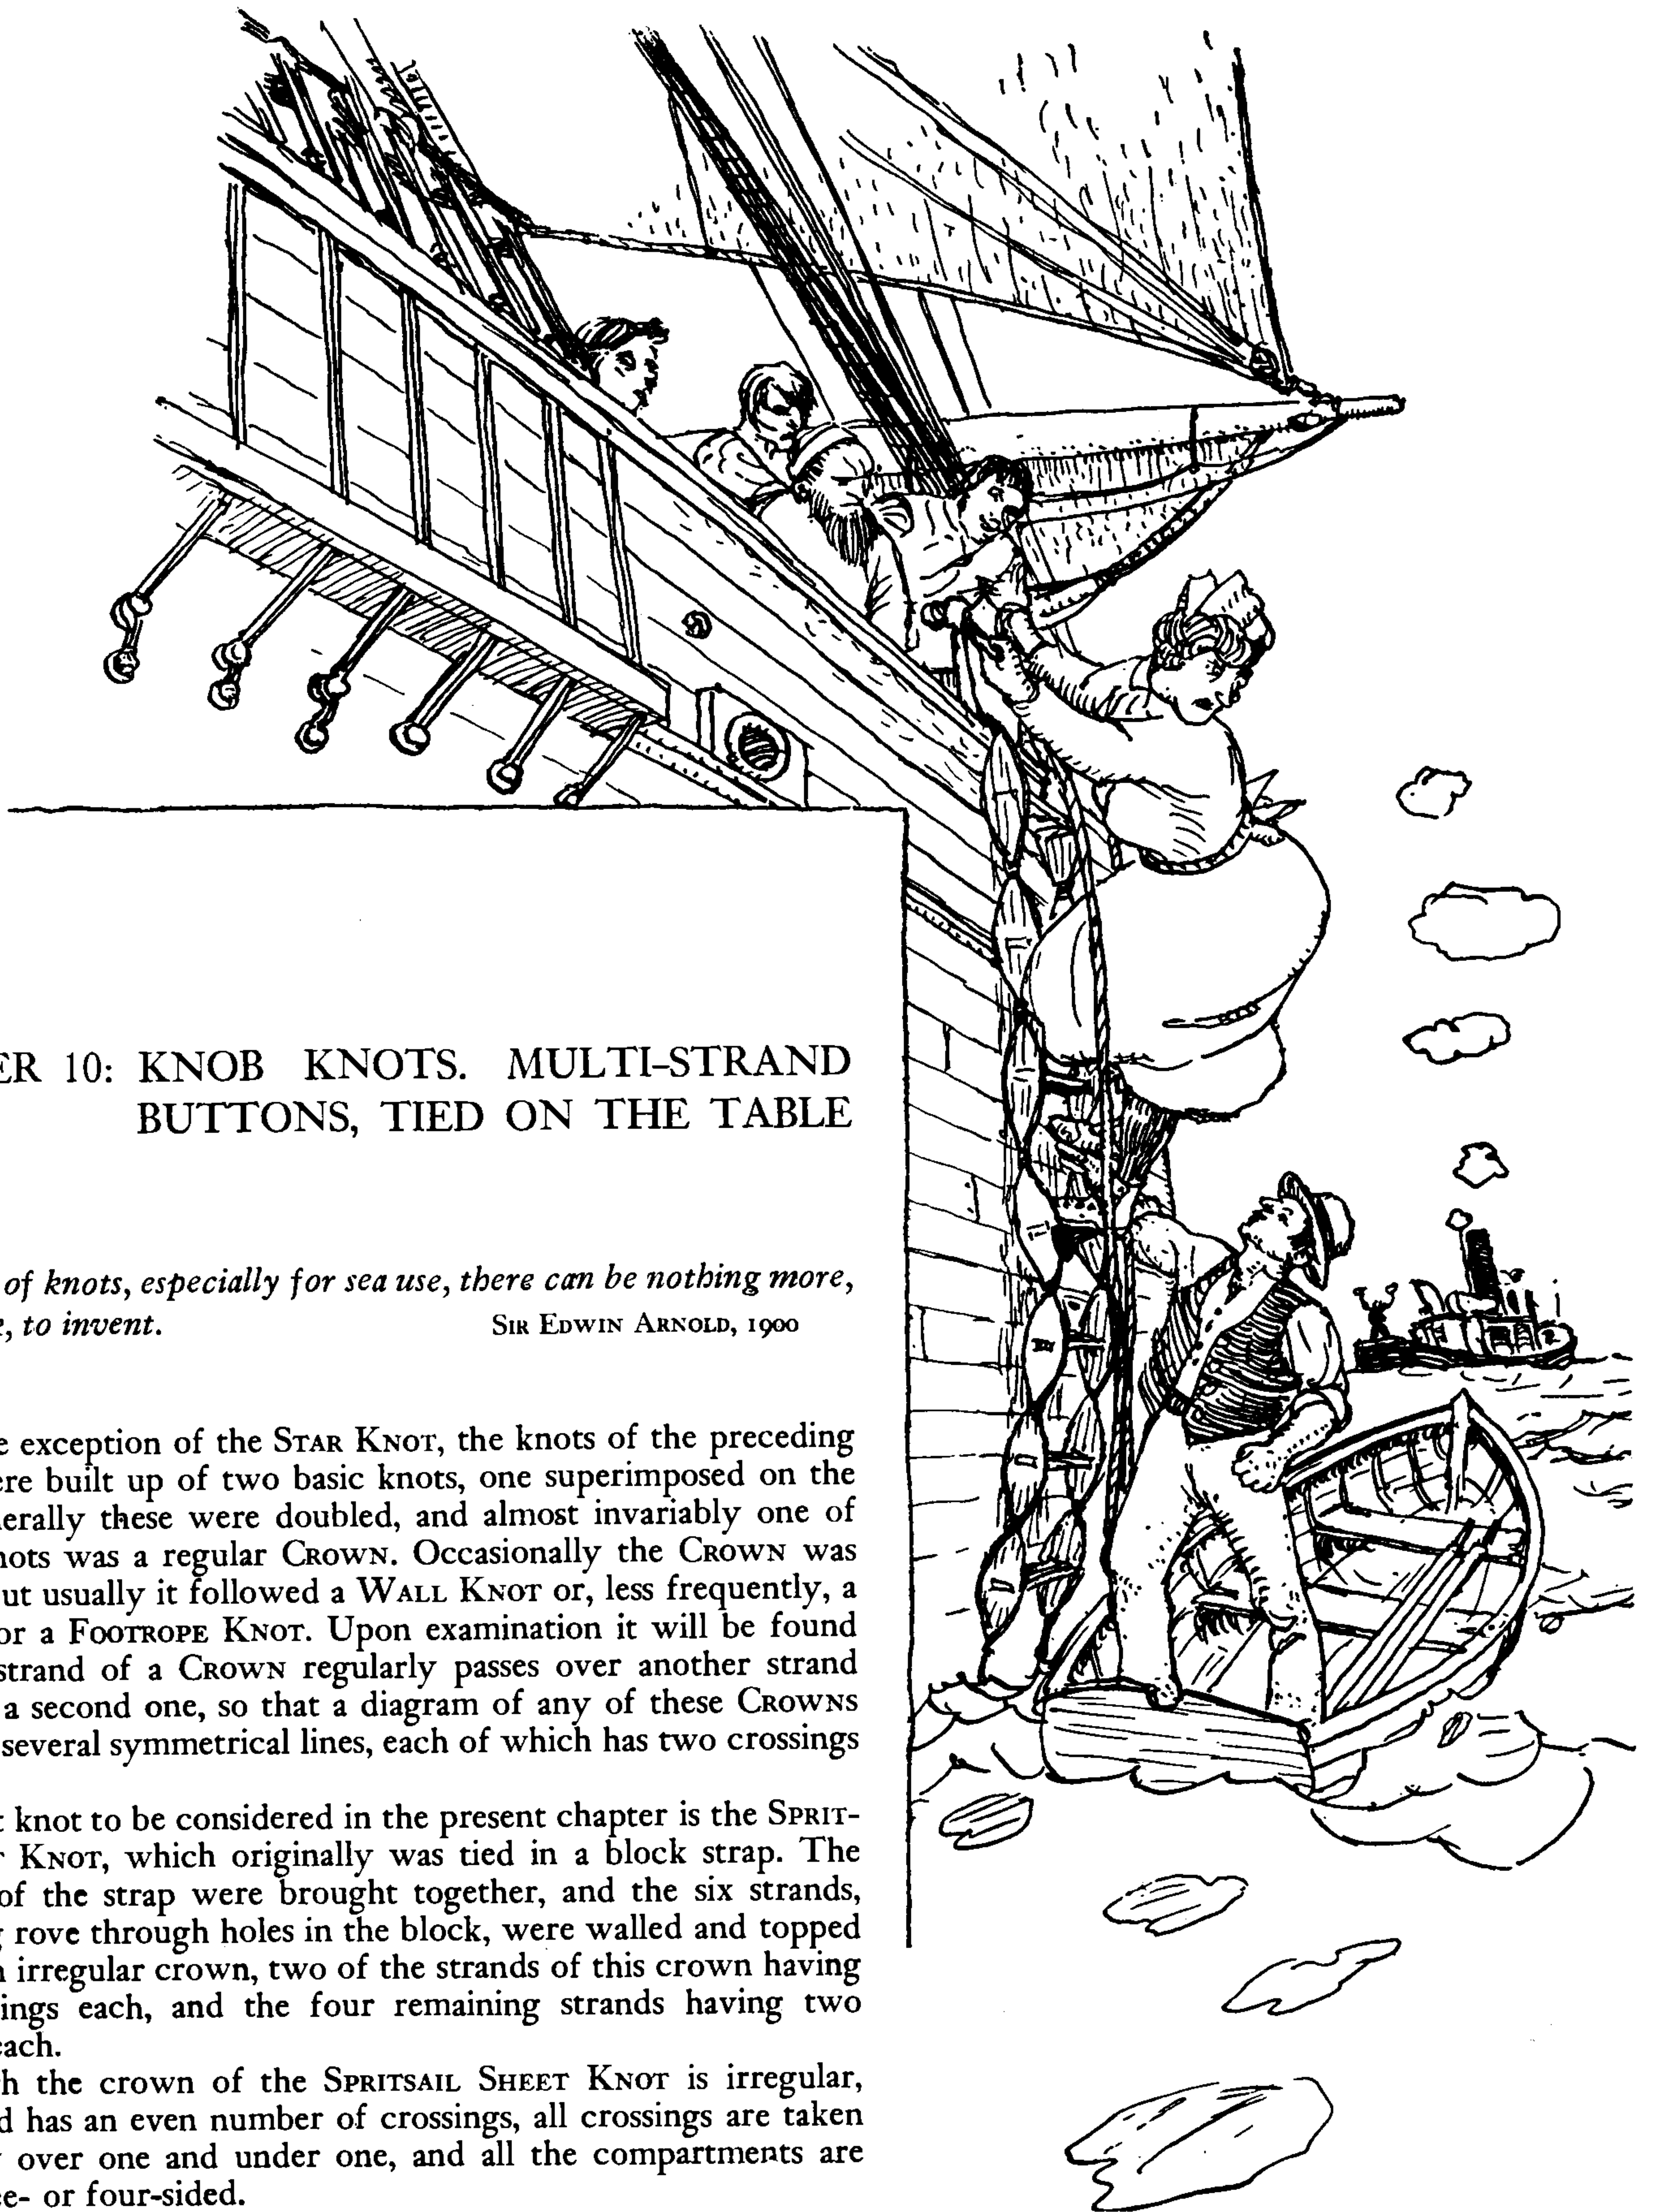 ER 10: KNOB KNOTS. MULTI-STRAND
BUTTONS, TIED ON THE TABLE
of knots, especially for sea use, there can be nothing more,
, to invent. SIR EDWIN ARNOLD, 1900
e exception of the STAR KNOT, the knots of the preceding
ere built up of two basic knots, one superimposed on the
erally these were doubled, and almost invariably one of
nots was a regular CROWN. Occasionally the CROWN was
ut usually it followed a WALL KNOT or, less frequently, a
or a FOOTROPE KNOT. Upon examination it will be found
strand of a CROWN regularly passes over another strand
a second one, so that a diagram of any of these CROWNS
several symmetrical lines, each of which has two crossings
t knot to be considered in the present chapter is the SPRIT-
T KNOT, which originally was tied in a block strap. The
of the strap were brought together, and the six strands,
g rove through holes in the block, were walled and topped
n irregular crown, two of the strands of this crown having
ings each, and the four remaining strands having two
each.
h the crown of the SPRITSAIL SHEET KNOT is irregular,
d has an even number of crossings, all crossings are taken
y over one and under one, and all the compartments are
ee- or four-sided.